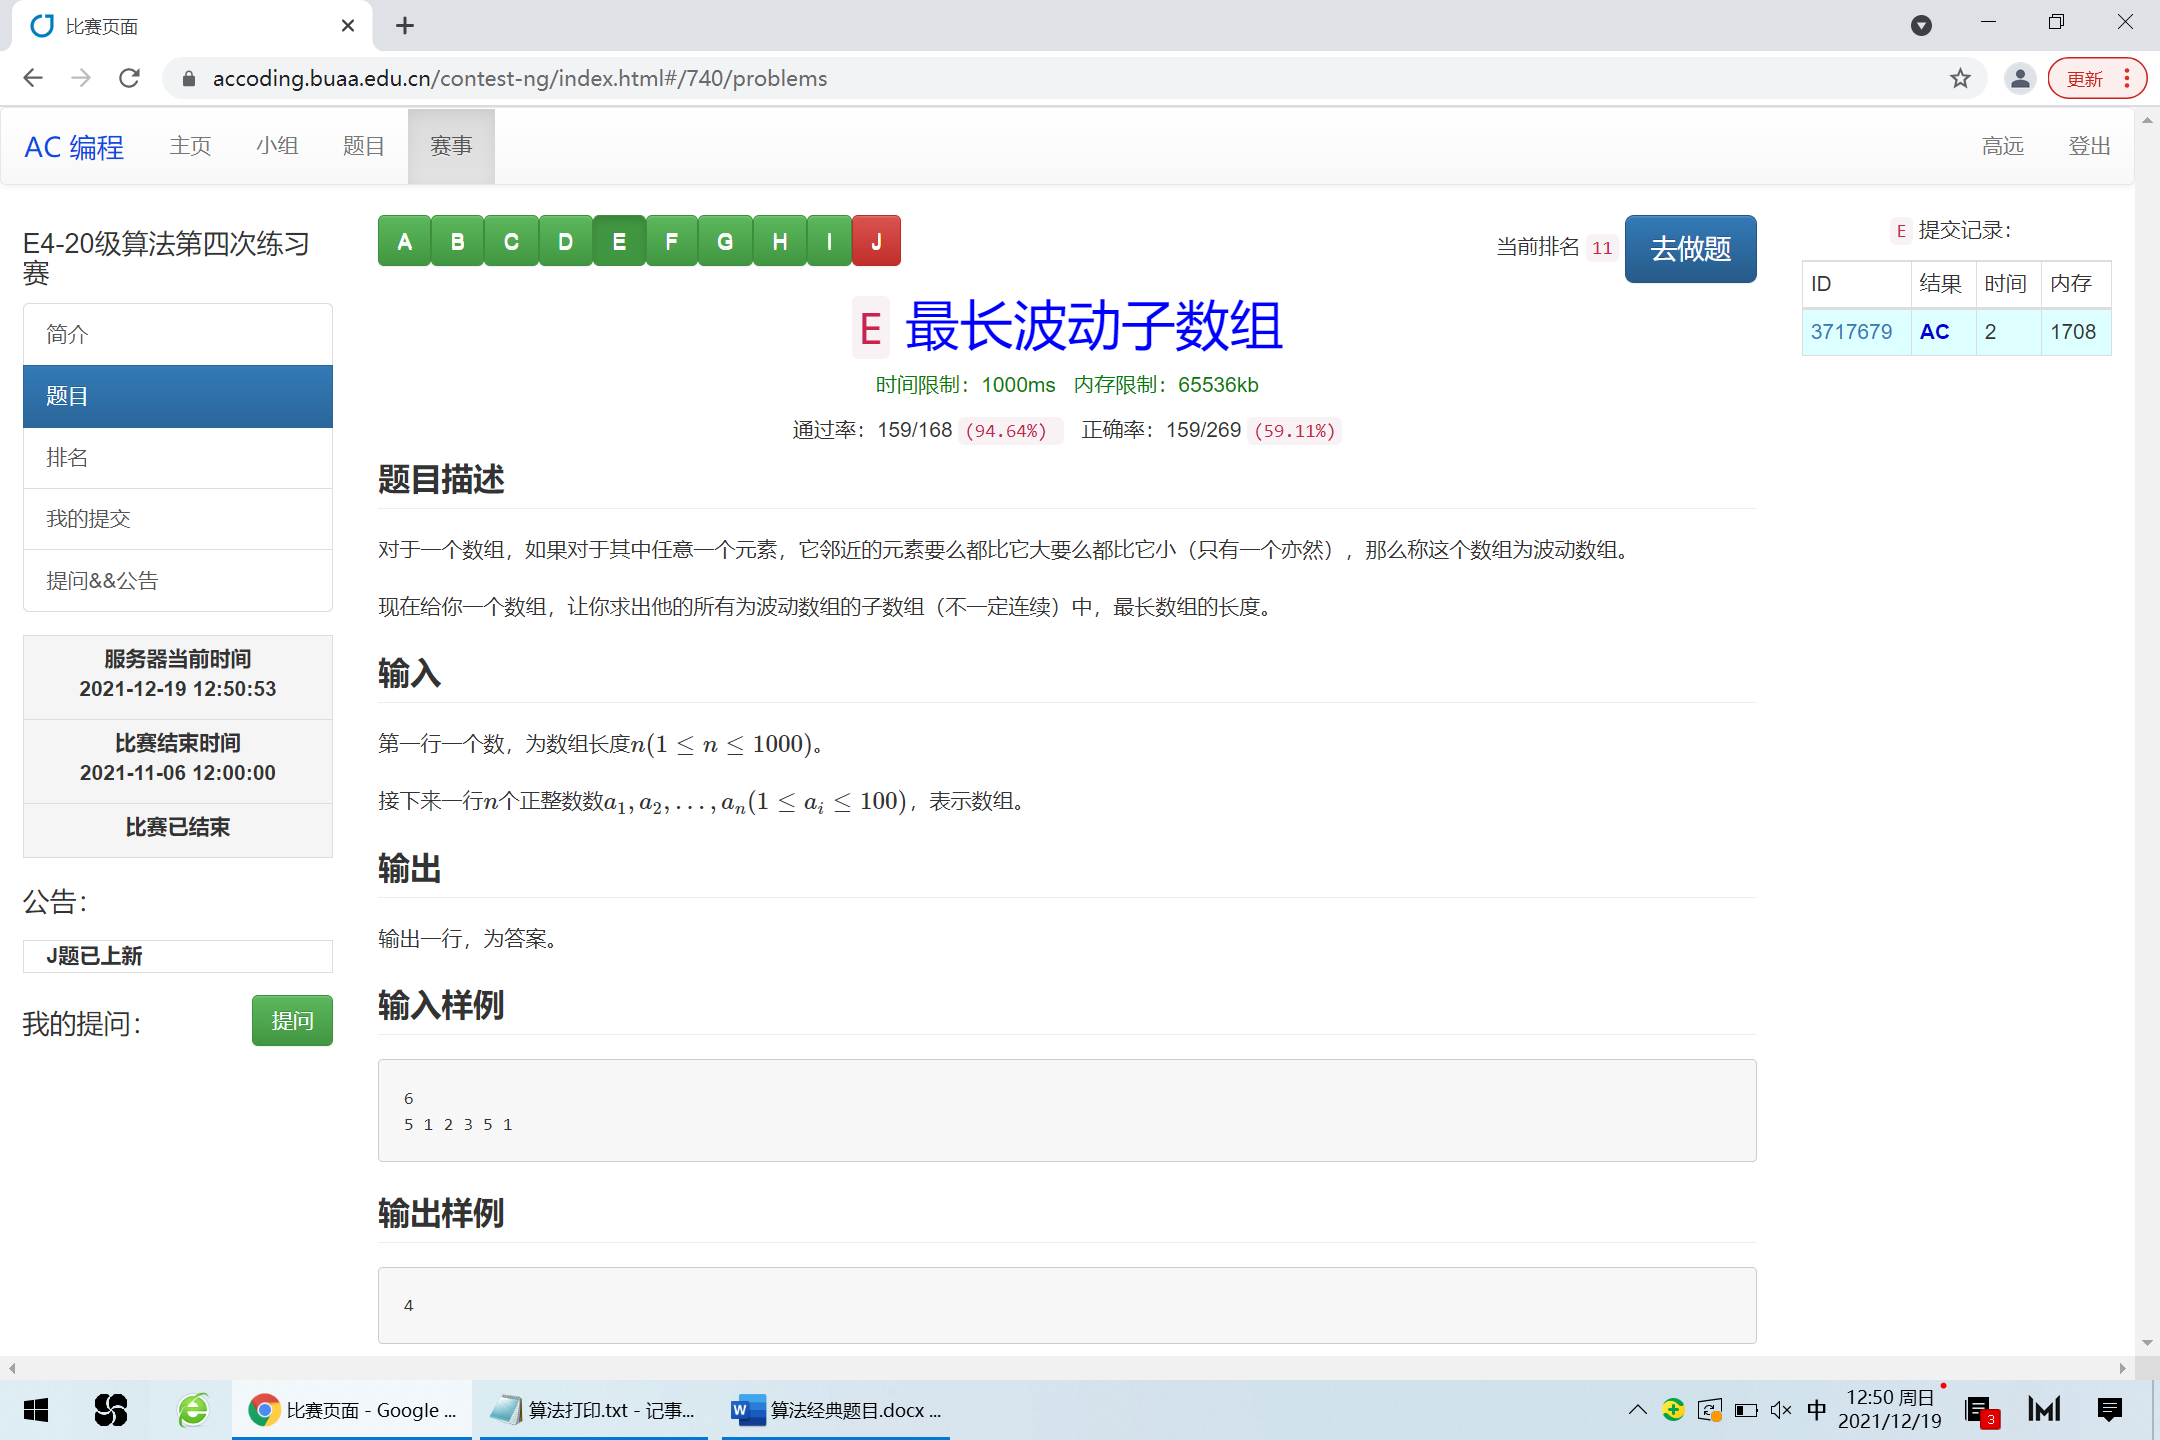 比赛页面
accoding.buaa.edu.cn/contest-ng/index.html#/740/problems
更新
AC 编程 主页 小组 题目 赛事 高远 登出
E4-20级算法第四次练习
赛
简介
题目
排名
我的提交
提问&&公告
服务器当前时间
2021-12-19 12:50:53
比赛结束时间
2021-11-06 12:00:00
比赛已结束
公告：
J题已上新
我的提问： 提问
A B C D E F G H I J
当前排名 11 去做题
E 最长波动子数组
时间限制：1000ms 内存限制：65536kb
通过率：159/168 (94.64%) 正确率：159/269 (59.11%)
题目描述
对于一个数组，如果对于其中任意一个元素，它邻近的元素要么都比它大要么都比它小（只有一个亦然），那么称这个数组为波动数组。
现在给你一个数组，让你求出他的所有为波动数组的子数组（不一定连续）中，最长数组的长度。
输入
第一行一个数，为数组长度n(1 ≤ n ≤ 1000)。
接下来一行n个正整数数a₁, a₂, ..., aₙ(1 ≤ aᵢ ≤ 100)，表示数组。
输出
输出一行，为答案。
输入样例
6
5 1 2 3 5 1
输出样例
4
E 提交记录：
ID 结果 时间 内存
3717679 AC 2 1708
比赛页面 - Google ...
算法打印.txt - 记事...
算法经典题目.docx ...
中
12:50 周日
2021/12/19
3